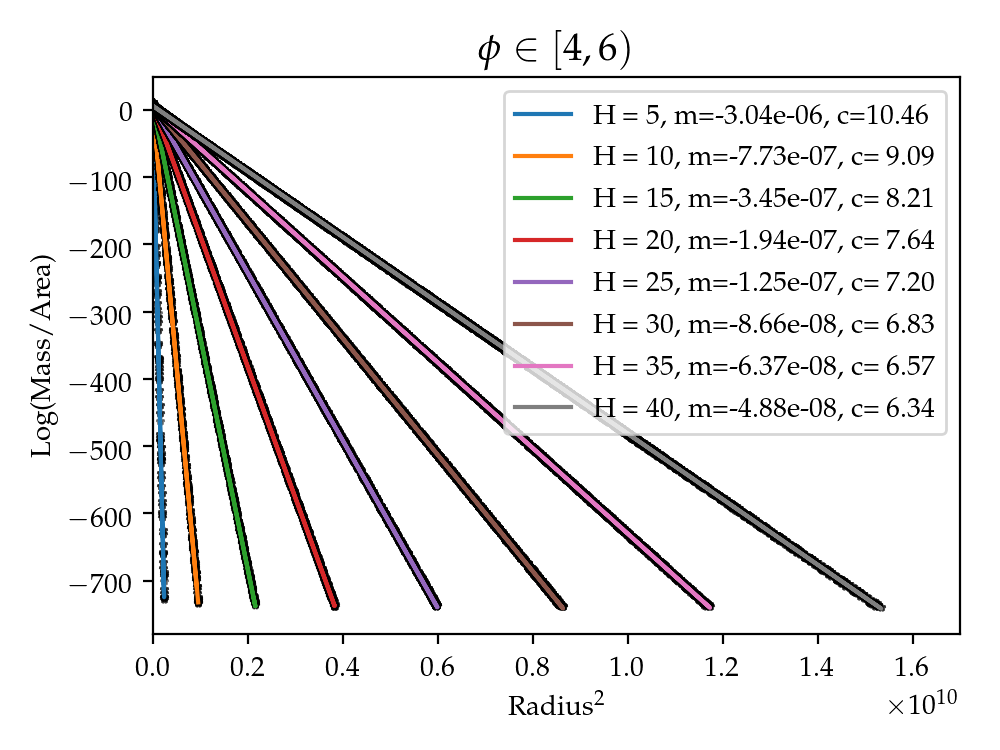 ϕ ∈ [4, 6)
H = 5, m=-3.04e-06, c=10.46
H = 10, m=-7.73e-07, c= 9.09
H = 15, m=-3.45e-07, c= 8.21
H = 20, m=-1.94e-07, c= 7.64
H = 25, m=-1.25e-07, c= 7.20
H = 30, m=-8.66e-08, c= 6.83
H = 35, m=-6.37e-08, c= 6.57
H = 40, m=-4.88e-08, c= 6.34
Log(Mass/Area)
0
−100
−200
−300
−400
−500
−600
−700
0.0 0.2 0.4 0.6 0.8 1.0 1.2 1.4 1.6
Radius²
×10¹⁰